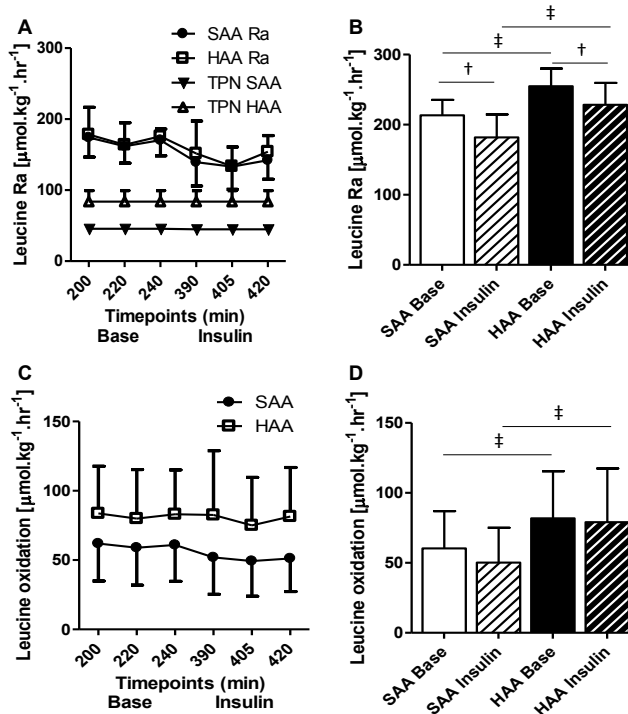 A
SAA Ra
HAA Ra
TPN SAA
TPN HAA
Leucine Ra [μmol.kg⁻¹.hr⁻¹]
300
200
100
0
200
220
240
390
405
420
Timepoints (min)
Base Insulin
B
‡
‡
†
†
Leucine Ra [μmol.kg⁻¹.hr⁻¹]
300
200
100
0
SAA Base
SAA Insulin
HAA Base
HAA Insulin
C
SAA
HAA
Leucine oxidation [μmol.kg⁻¹.hr⁻¹]
150
100
50
0
200
220
240
390
405
420
Timepoints (min)
Base Insulin
D
‡
‡
Leucine oxidation [μmol.kg⁻¹.hr⁻¹]
150
100
50
0
SAA Base
SAA Insulin
HAA Base
HAA Insulin